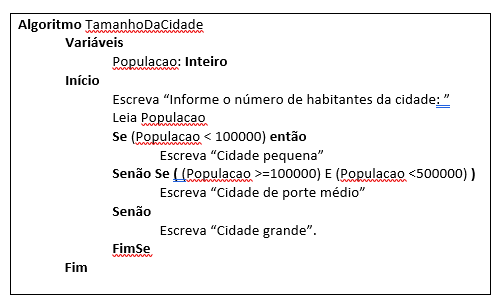 Algoritmo TamanhoDaCidade
Variáveis
Populacao: Inteiro
Início
Escreva “Informe o número de habitantes da cidade: ”
Leia Populacao
Se (Populacao < 100000) então
Escreva “Cidade pequena”
Senão Se ( (Populacao >=100000) E (Populacao <500000) )
Escreva “Cidade de porte médio”
Senão
Escreva “Cidade grande”.
FimSe
Fim